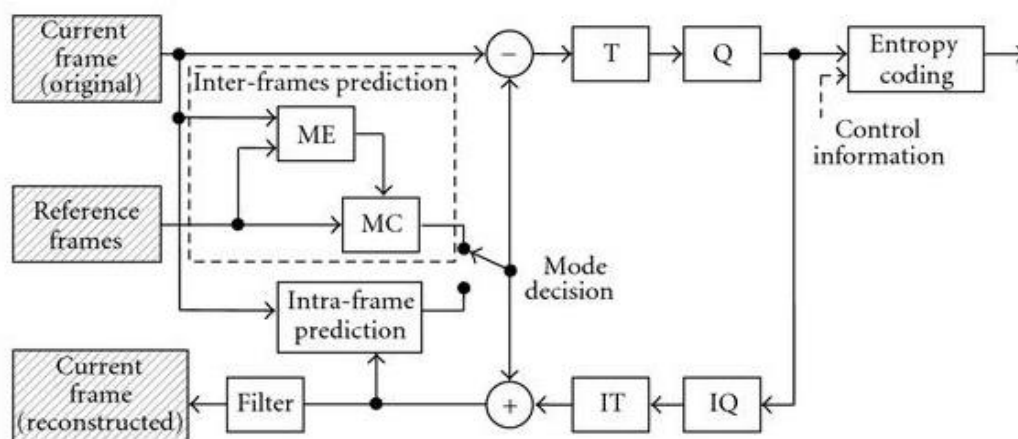 Current
frame
(original)
−
T
Q
Entropy
coding
Inter-frames prediction
ME
Control
information
Reference
frames
MC
Mode
decision
Intra-frame
prediction
Current
frame
(reconstructed)
Filter
+
IT
IQ